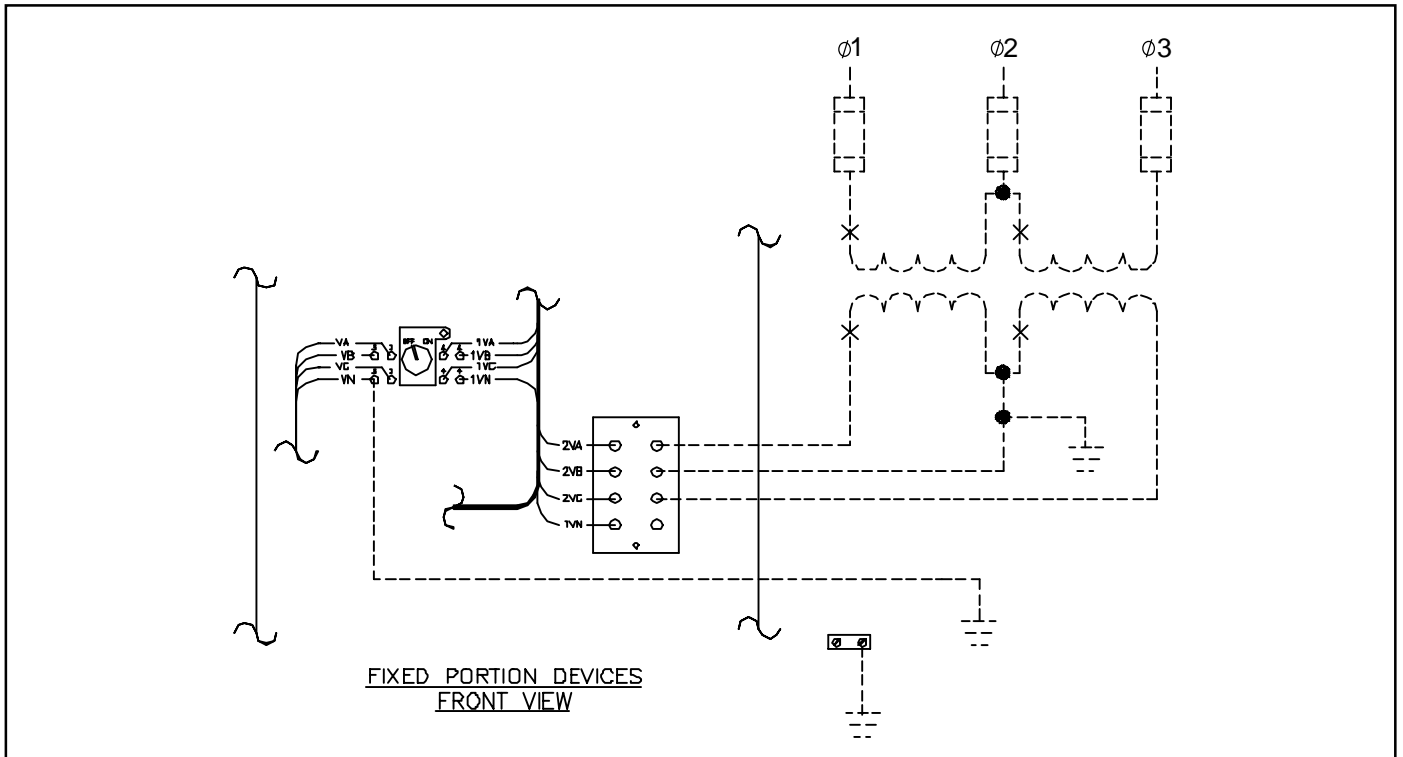 ø1 ø2 ø3
OFF ON
VA 1VA
VB 1VB
VC 1VC
VN 1VN
2VA
2VB
2VC
1VN
FIXED PORTION DEVICES
FRONT VIEW